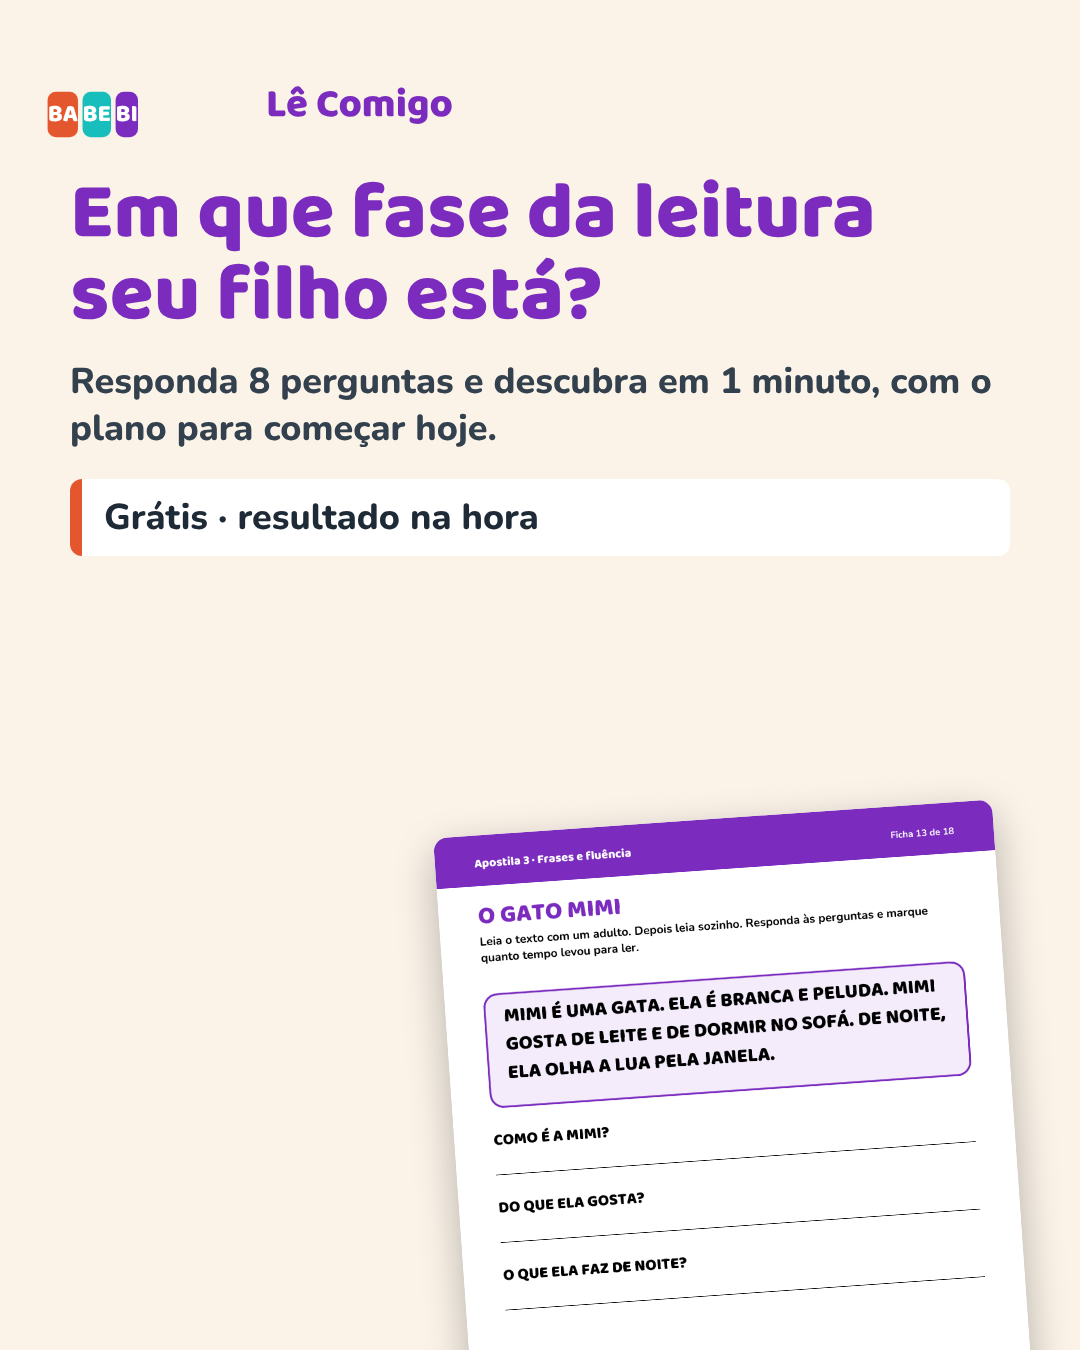 BA BE BI
Lê Comigo
Em que fase da leitura
seu filho está?
Responda 8 perguntas e descubra em 1 minuto, com o
plano para começar hoje.
Grátis · resultado na hora
Apostila 3 · Frases e fluência
Ficha 13 de 18
O GATO MIMI
Leia o texto com um adulto. Depois leia sozinho. Responda às perguntas e marque
quanto tempo levou para ler.
MIMI É UMA GATA. ELA É BRANCA E PELUDA. MIMI
GOSTA DE LEITE E DE DORMIR NO SOFÁ. DE NOITE,
ELA OLHA A LUA PELA JANELA.
COMO É A MIMI?
DO QUE ELA GOSTA?
O QUE ELA FAZ DE NOITE?